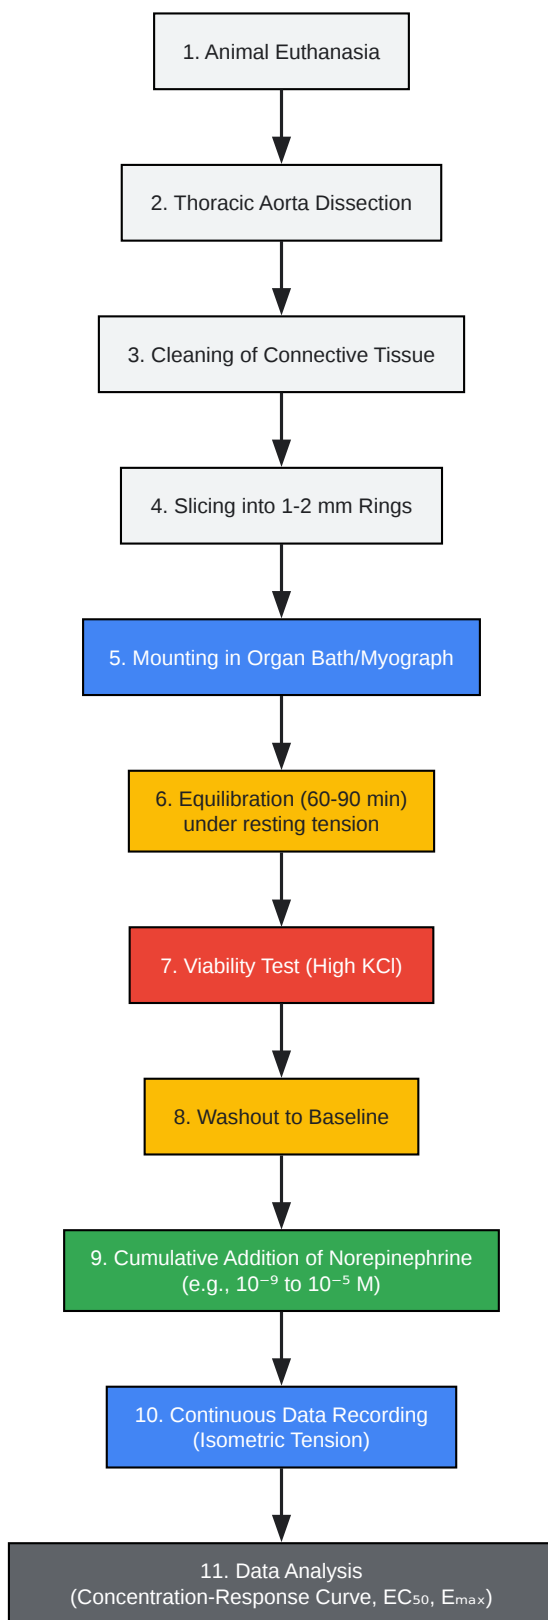 1. Animal Euthanasia
2. Thoracic Aorta Dissection
3. Cleaning of Connective Tissue
4. Slicing into 1-2 mm Rings
5. Mounting in Organ Bath/Myograph
6. Equilibration (60-90 min)
under resting tension
7. Viability Test (High KCl)
8. Washout to Baseline
9. Cumulative Addition of Norepinephrine
(e.g., 10⁻⁹ to 10⁻⁵ M)
10. Continuous Data Recording
(Isometric Tension)
11. Data Analysis
(Concentration-Response Curve, EC₅₀, Eₘₐₓ)